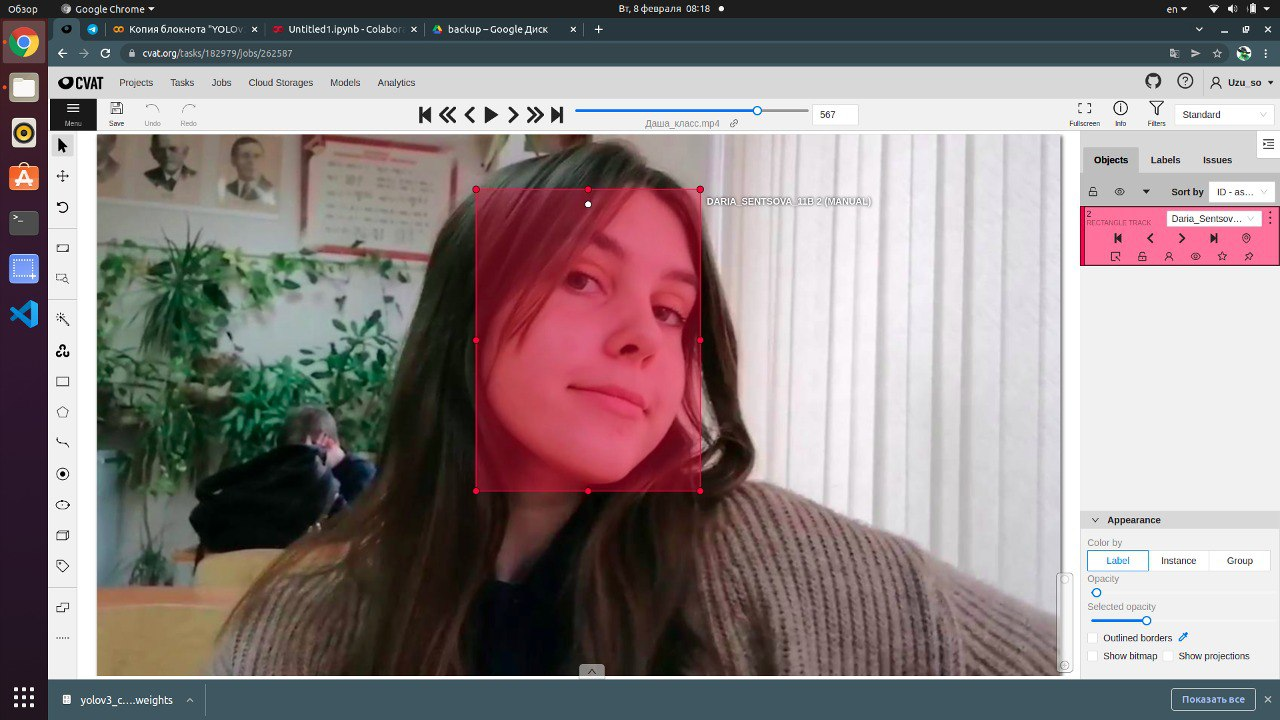 Обзор
Google Chrome
Вт, 8 февраля 08:18
en
Копия блокнота "YOLOv
Untitled1.ipynb - Colabor
backup – Google Диск
cvat.org/tasks/182979/jobs/262587
CVAT
Projects
Tasks
Jobs
Cloud Storages
Models
Analytics
Uzu_so
Menu
Save
Undo
Redo
Даша_класс.mp4
567
Fullscreen
Info
Filters
Standard
DARIA_SENTSOVA_11B 2 (MANUAL)
Objects
Labels
Issues
Sort by
ID - as...
2
RECTANGLE TRACK
Daria_Sentsov...
Appearance
Color by
Label
Instance
Group
Opacity
Selected opacity
Outlined borders
Show bitmap
Show projections
yolov3_c....weights
Показать все